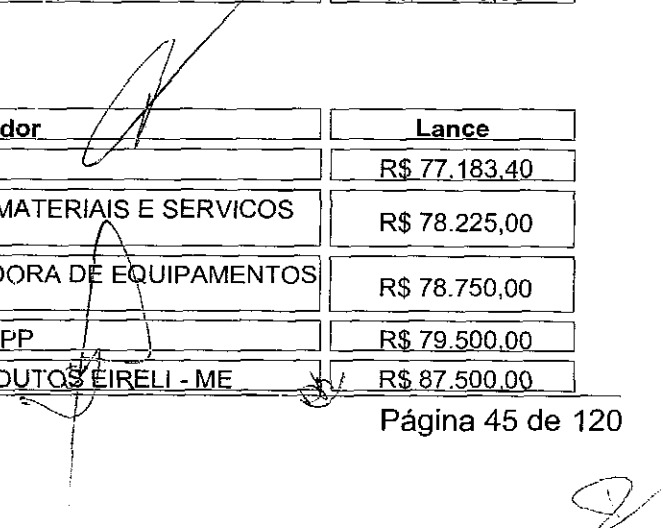 dor Lance
R$ 77.183,40
MATERIAIS E SERVICOS R$ 78.225,00
DORA DE EQUIPAMENTOS R$ 78.750,00
PP R$ 79.500,00
DUTOS EIRELI - ME R$ 87.500,00
Página 45 de 120